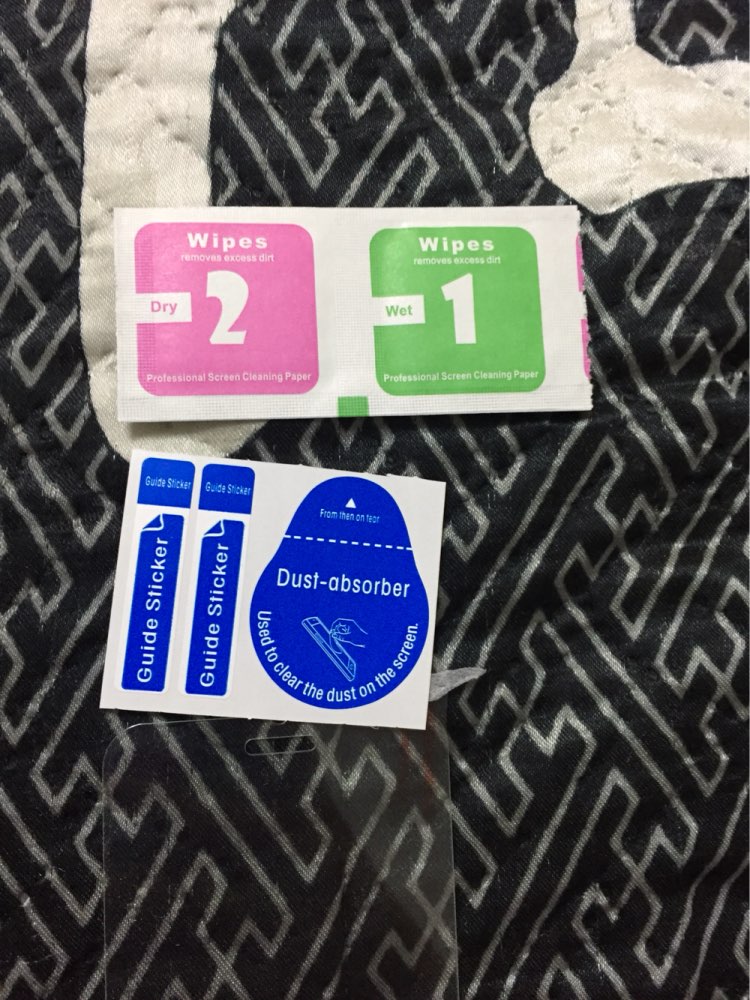 Wipes
removes excess dirt
Dry
2
Professional Screen Cleaning Paper
Wipes
removes excess dirt
Wet
1
Professional Screen Cleaning Paper
Guide Sticker
Guide Sticker
Guide Sticker
Guide Sticker
From then on tear
Dust-absorber
Used to clear the dust on the screen.